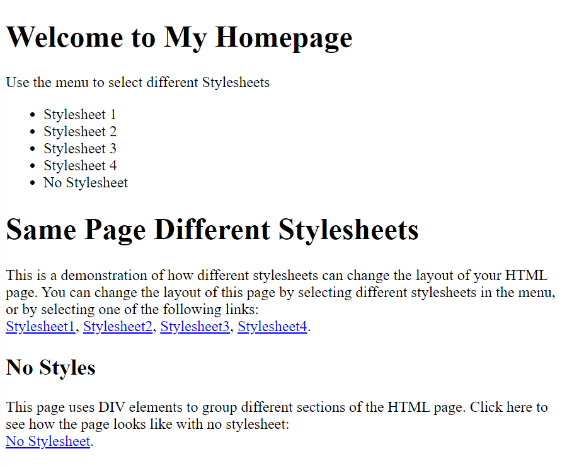 Welcome to My Homepage
Use the menu to select different Stylesheets
Stylesheet 1
Stylesheet 2
Stylesheet 3
Stylesheet 4
No Stylesheet
Same Page Different Stylesheets
This is a demonstration of how different stylesheets can change the layout of your HTML
page. You can change the layout of this page by selecting different stylesheets in the menu,
or by selecting one of the following links:
Stylesheet1, Stylesheet2, Stylesheet3, Stylesheet4.
No Styles
This page uses DIV elements to group different sections of the HTML page. Click here to
see how the page looks like with no stylesheet:
No Stylesheet.